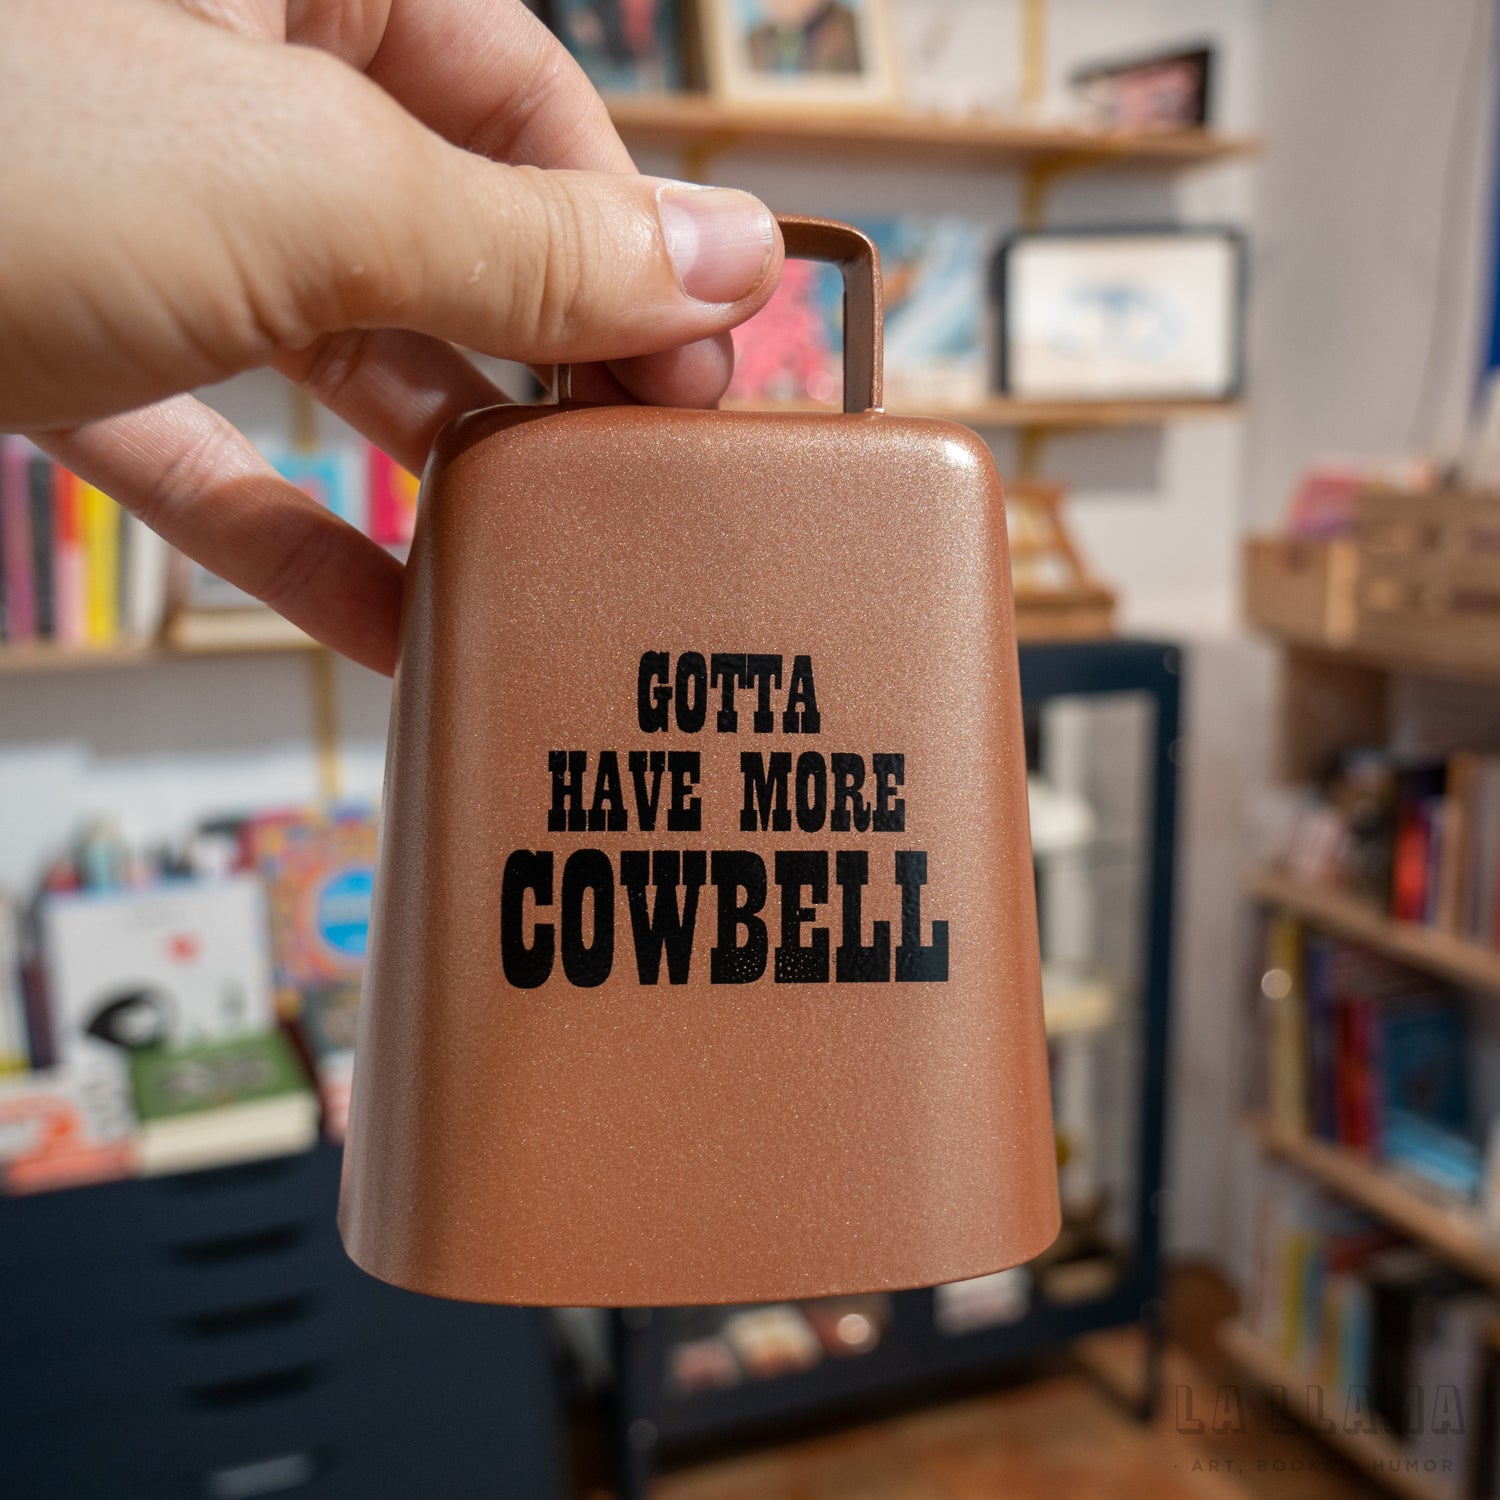 GOTTA
HAVE MORE
COWBELL
LA LLAMA
· ART, BOOKS & HUMOR ·